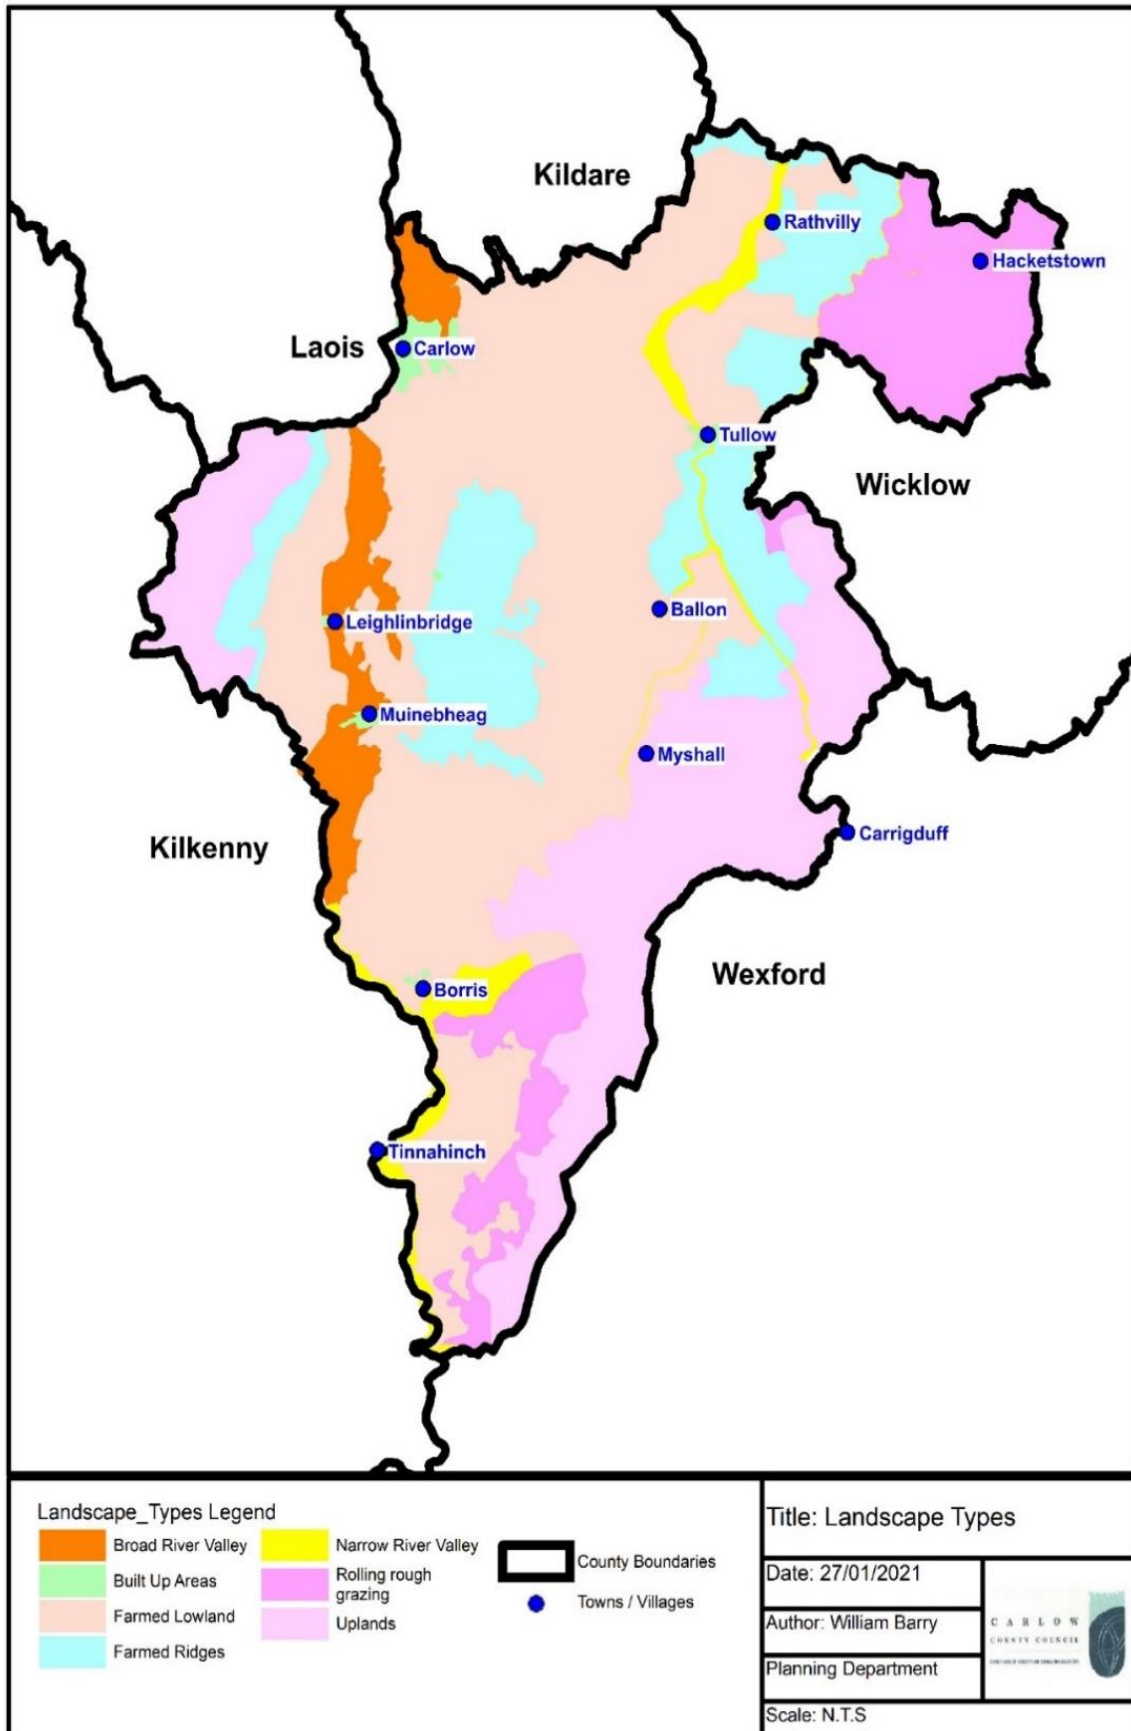 Kildare
Rathvilly
Hacketstown
Laois
Carlow
Tullow
Wicklow
Ballon
Leighlinbridge
Muinebheag
Myshall
Carrigduff
Kilkenny
Wexford
Borris
Tinnahinch
Landscape_Types Legend
Broad River Valley
Built Up Areas
Farmed Lowland
Farmed Ridges
Narrow River Valley
Rolling rough
grazing
Uplands
County Boundaries
Towns / Villages
Title: Landscape Types
Date: 27/01/2021
Author: William Barry
Planning Department
Scale: N.T.S
CARLOW
COUNTY COUNCIL